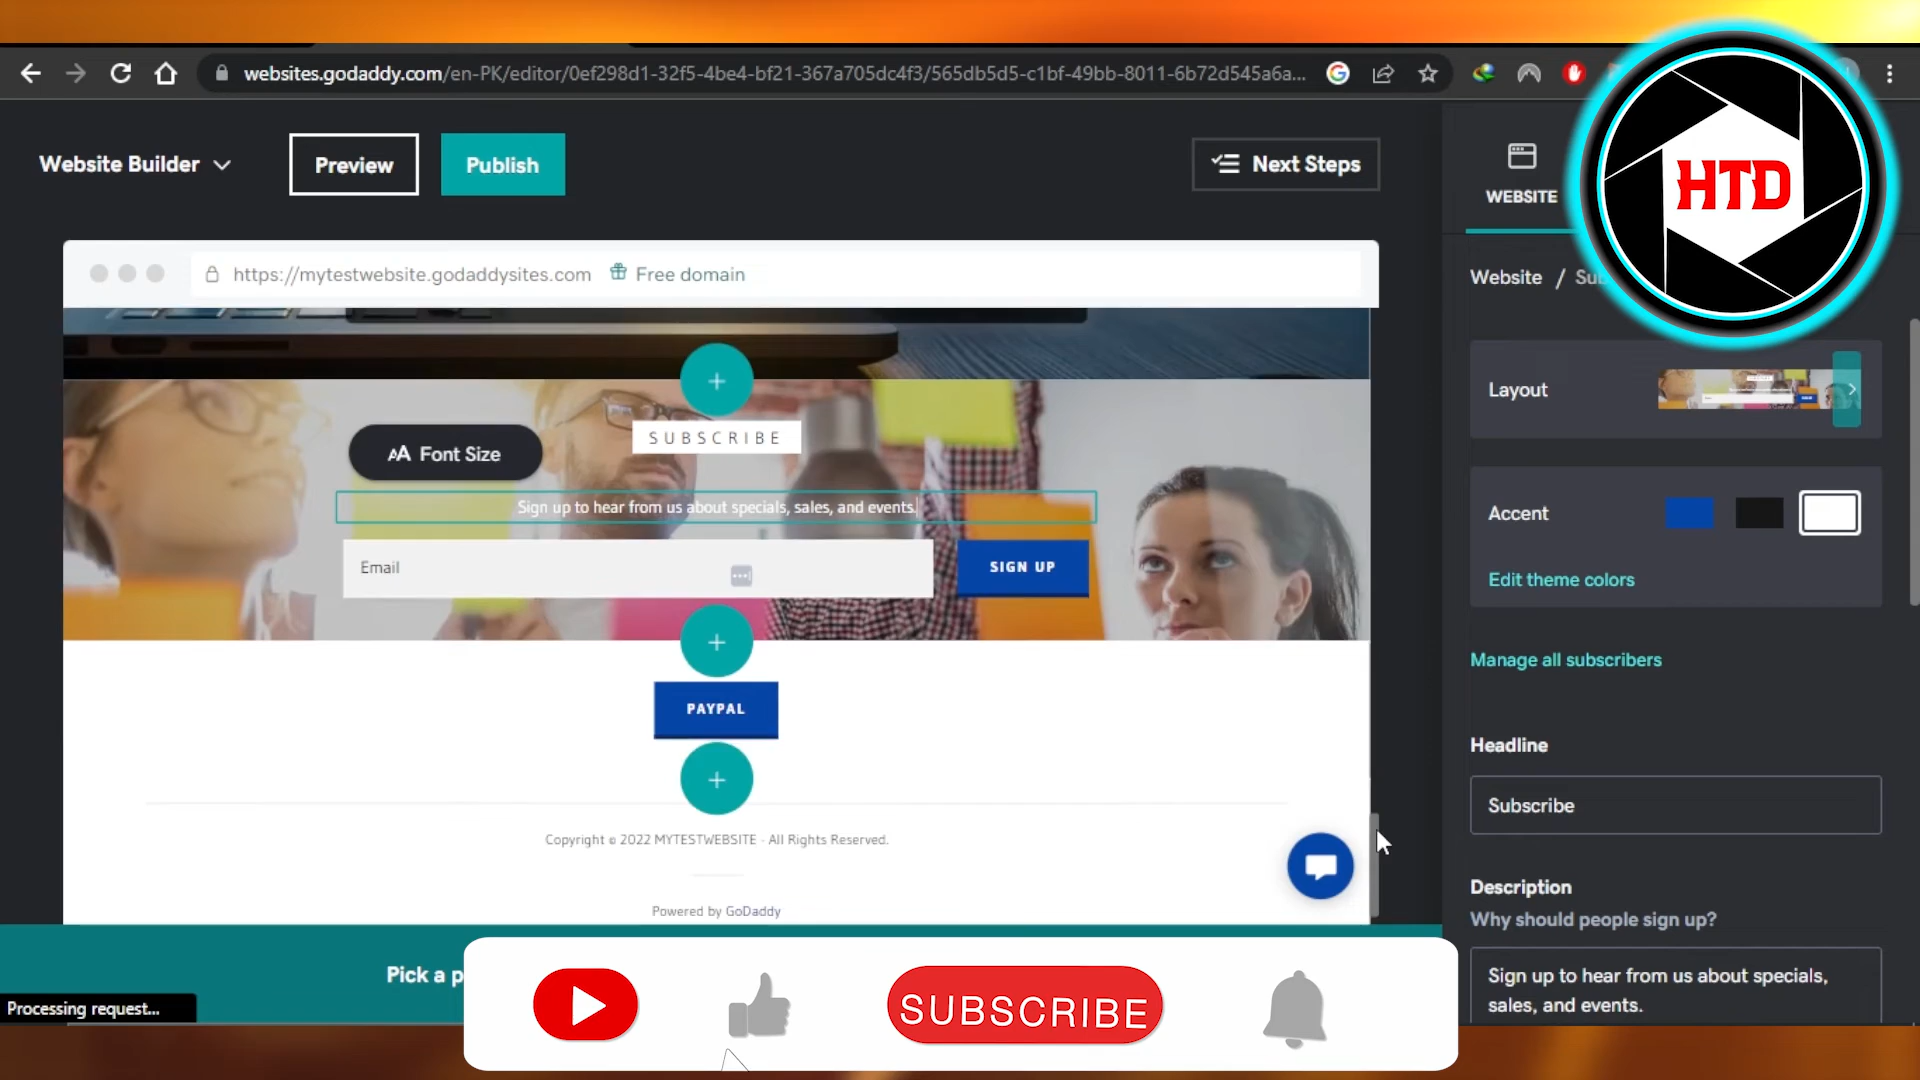 websites.godaddy.com/en-PK/editor/0ef298d1-32f5-4be4-bf21-367a705dc4f3/565db5d5-c1bf-49bb-8011-6b72d545a6a...
Website Builder
Preview
Publish
Next Steps
WEBSITE
HTD
https://mytestwebsite.godaddysites.com
Free domain
Website /
Layout
SUBSCRIBE
AA Font Size
Sign up to hear from us about specials, sales, and events.
Accent
Email
SIGN UP
Edit theme colors
Manage all subscribers
PAYPAL
Headline
Subscribe
Copyright © 2022 MYTESTWEBSITE - All Rights Reserved.
Description
Why should people sign up?
Powered by GoDaddy
Pick a p
Sign up to hear from us about specials,
sales, and events.
Processing request...
SUBSCRIBE